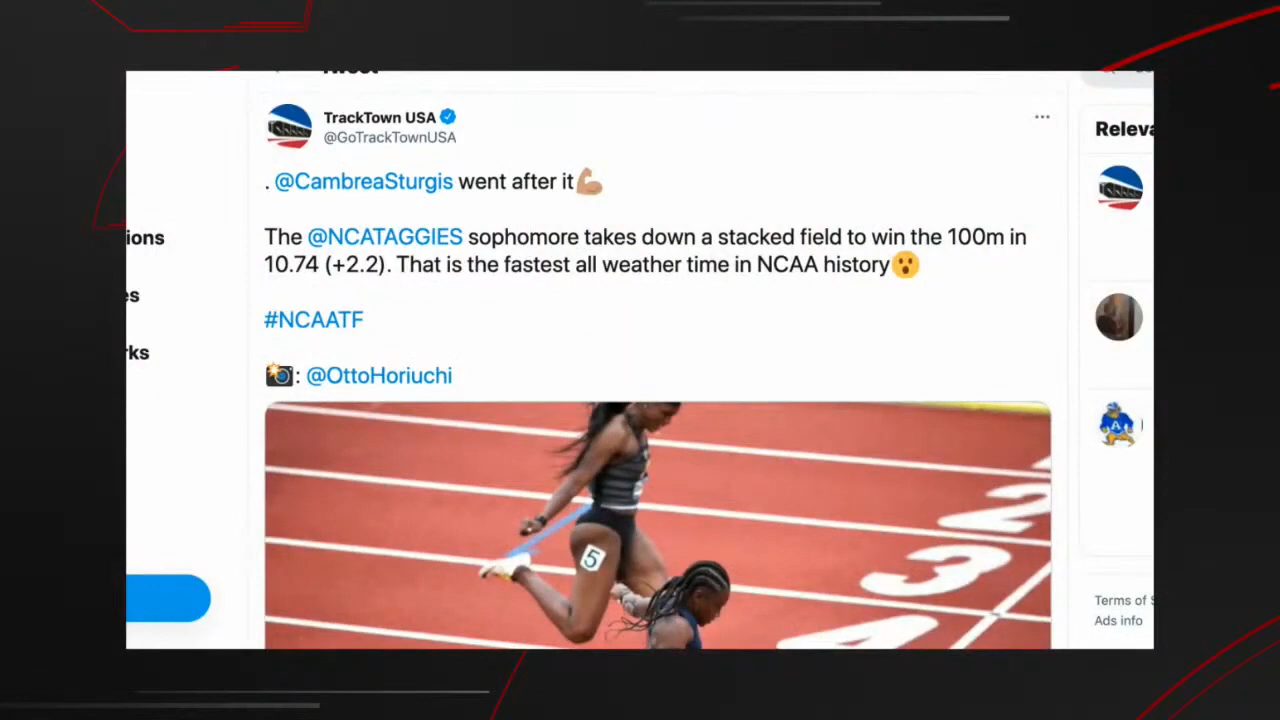 Tweet
TrackTown USA
@GoTrackTownUSA
. @CambreaSturgis went after it💪🏽
The @NCATAGGIES sophomore takes down a stacked field to win the 100m in
10.74 (+2.2). That is the fastest all weather time in NCAA history😮
#NCAATF
📸: @OttoHoriuchi
5
2
3
4
ions
es
rks
Releva
A
Terms of S
Ads info